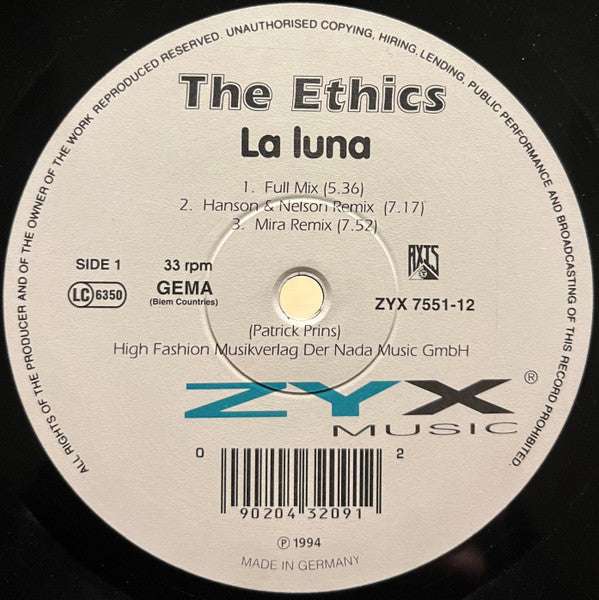 ALL RIGHTS OF THE PRODUCER AND OF THE OWNER OF THE WORK REPRODUCED RESERVED. UNAUTHORISED COPYING, HIRING, LENDING, PUBLIC PERFORMANCE AND BROADCASTING OF THIS RECORD PROHIBITED.
The Ethics
La luna
1. Full Mix (5.36)
2. Hanson & Nelson Remix (7.17)
3. Mira Remix (7.52)
SIDE 1 33 rpm AXTS
LC 6350 GEMA ZYX 7551-12
(Biem Countries)
(Patrick Prins)
High Fashion Musikverlag Der Nada Music GmbH
ZYX ®
MUSIC
0 2
90204 32091
℗ 1994
MADE IN GERMANY